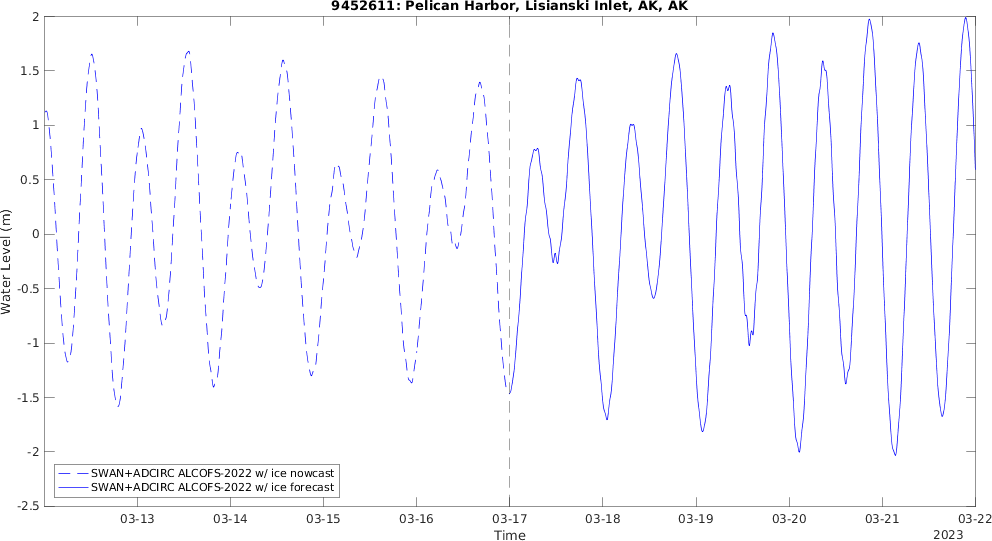 9452611: Pelican Harbor, Lisianski Inlet, AK, AK
2
1.5
1
0.5
0
-0.5
-1
-1.5
-2
-2.5
Water Level (m)
SWAN+ADCIRC ALCOFS-2022 w/ ice nowcast
SWAN+ADCIRC ALCOFS-2022 w/ ice forecast
03-13 03-14 03-15 03-16 03-17 03-18 03-19 03-20 03-21 03-22
Time
2023